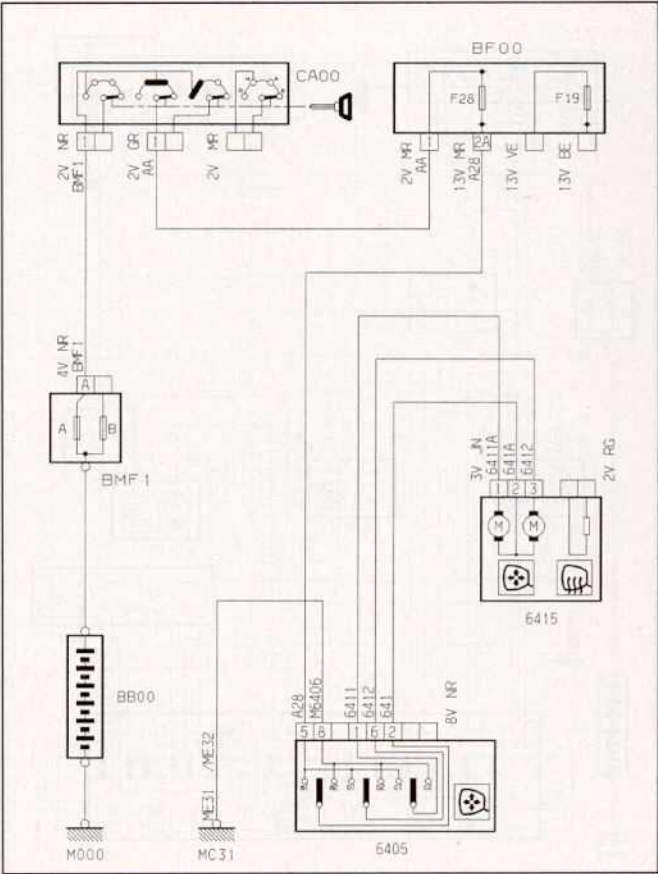 BF00
CA00
F28
F19
1
1
2A
2V NR
BMF1
2V GR
AA
2V MR
2V MR
AA
13V MR
A28
13V VE
13V BE
4V NR
BMF1
A
A
B
BMF1
3V JN
6411A
641A
6412
2V RG
1
2
3
M
M
6415
BB00
A28
M6406
6411
6412
641
8V NR
5
8
1
6
2
ME31 /ME32
M000
MC31
6405